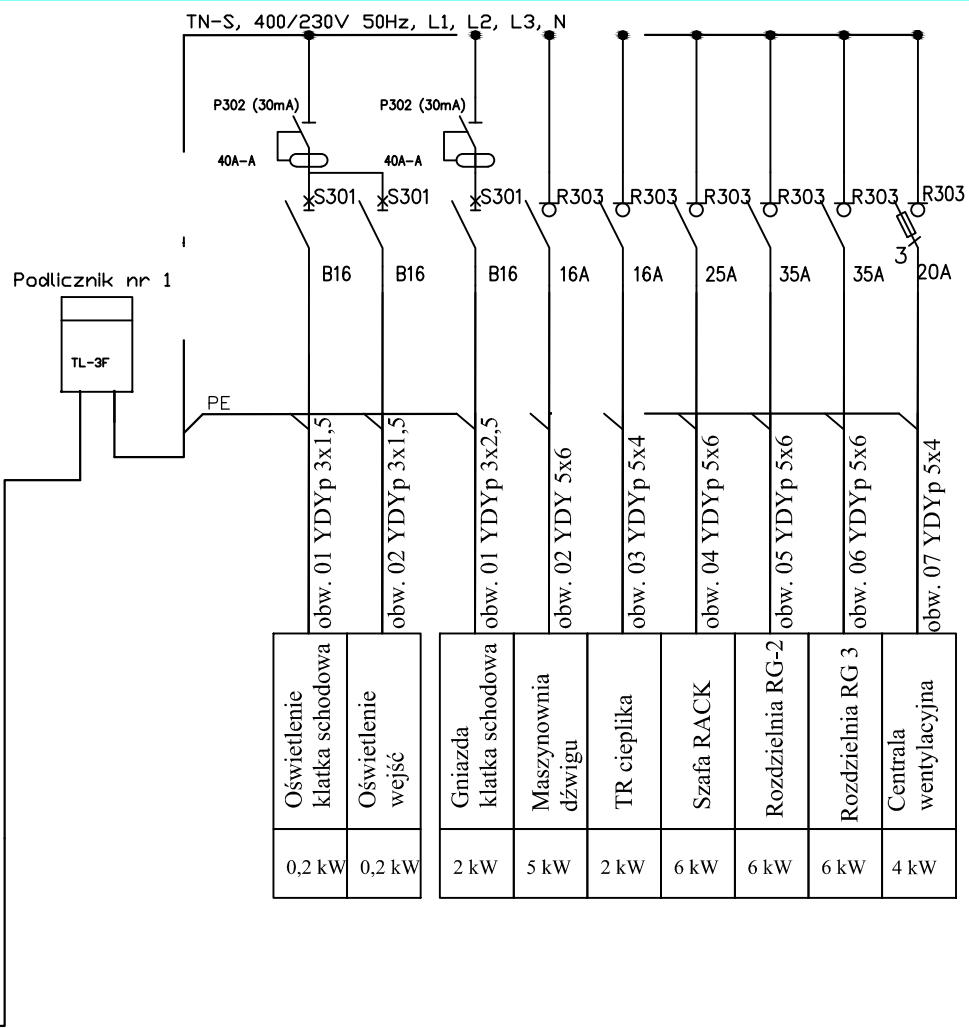 TN-S, 400/230V 50Hz, L1, L2, L3, N
P302 (30mA)
P302 (30mA)
40A-A
40A-A
S301
S301
S301
R303
R303
R303
R303
R303
R303
3
B16
B16
B16
16A
16A
25A
35A
35A
20A
Podlicznik nr 1
TL-3F
PE
obw. 01 YDYp 3x1,5
obw. 02 YDYp 3x1,5
obw. 01 YDYp 3x2,5
obw. 02 YDY 5x6
obw. 03 YDYp 5x4
obw. 04 YDYp 5x6
obw. 05 YDYp 5x6
obw. 06 YDYp 5x6
obw. 07 YDYp 5x4
Oświetlenie
klatka schodowa
Oświetlenie
wejść
Gniazda
klatka schodowa
Maszynownia
dźwigu
TR cieplika
Szafa RACK
Rozdzielnia RG-2
Rozdzielnia RG 3
Centrala
wentylacyjna
0,2 kW
0,2 kW
2 kW
5 kW
2 kW
6 kW
6 kW
6 kW
4 kW